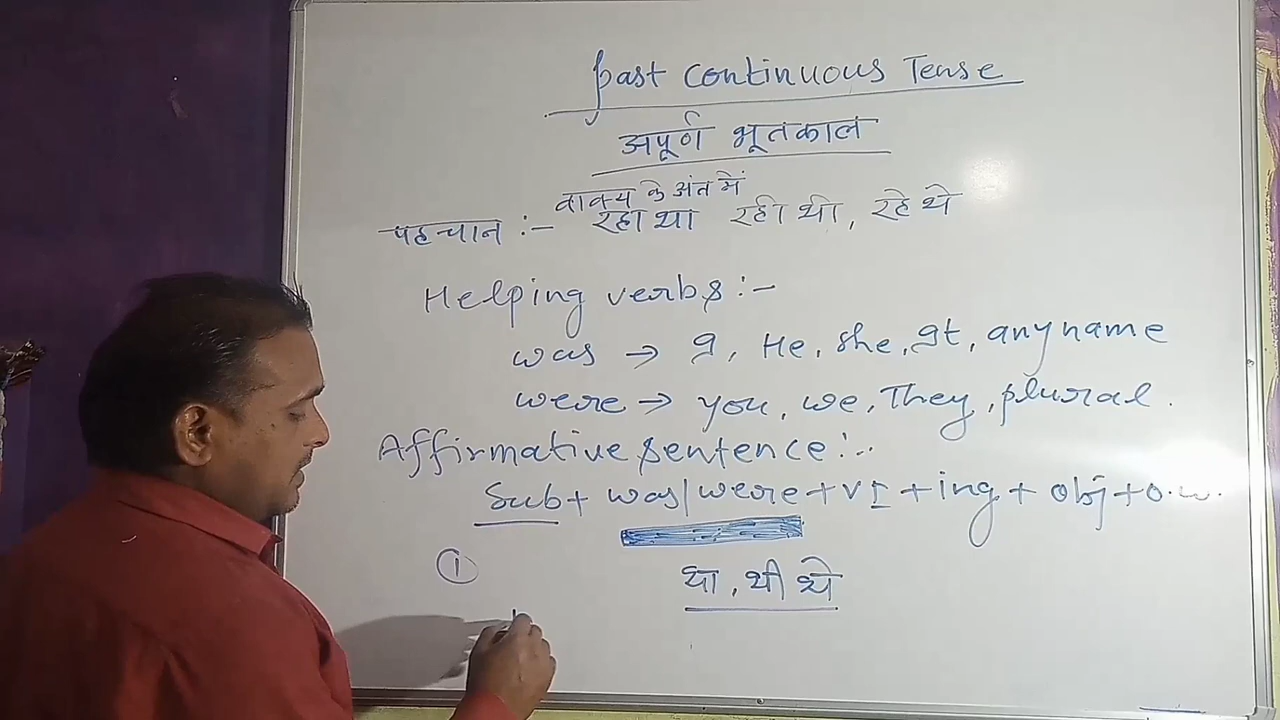 Past Continuous Tense
अपूर्ण भूतकाल
वाक्य के अंत में
पहचान :- रहा था रही थी, रहे थे
Helping verbs :-
was → I, He, She, It, any name
were → you, we, They, plural.
Affirmative sentence :-
Sub + was/were + V I + ing + obj + o.w.
① था, थी थे